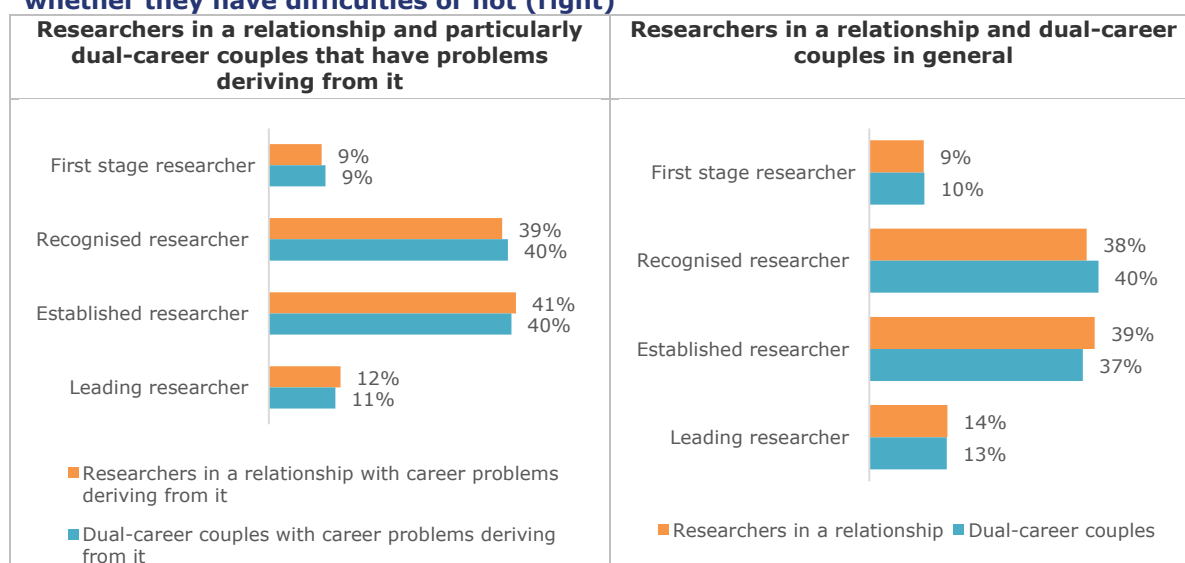 whether they have difficulties or not (right)
Researchers in a relationship and particularly
dual-career couples that have problems
deriving from it
First stage researcher
9%
9%
Recognised researcher
39%
40%
Established researcher
41%
40%
Leading researcher
12%
11%
Researchers in a relationship with career problems
deriving from it
Dual-career couples with career problems deriving
from it
Researchers in a relationship and dual-career
couples in general
First stage researcher
9%
10%
Recognised researcher
38%
40%
Established researcher
39%
37%
Leading researcher
14%
13%
Researchers in a relationship Dual-career couples